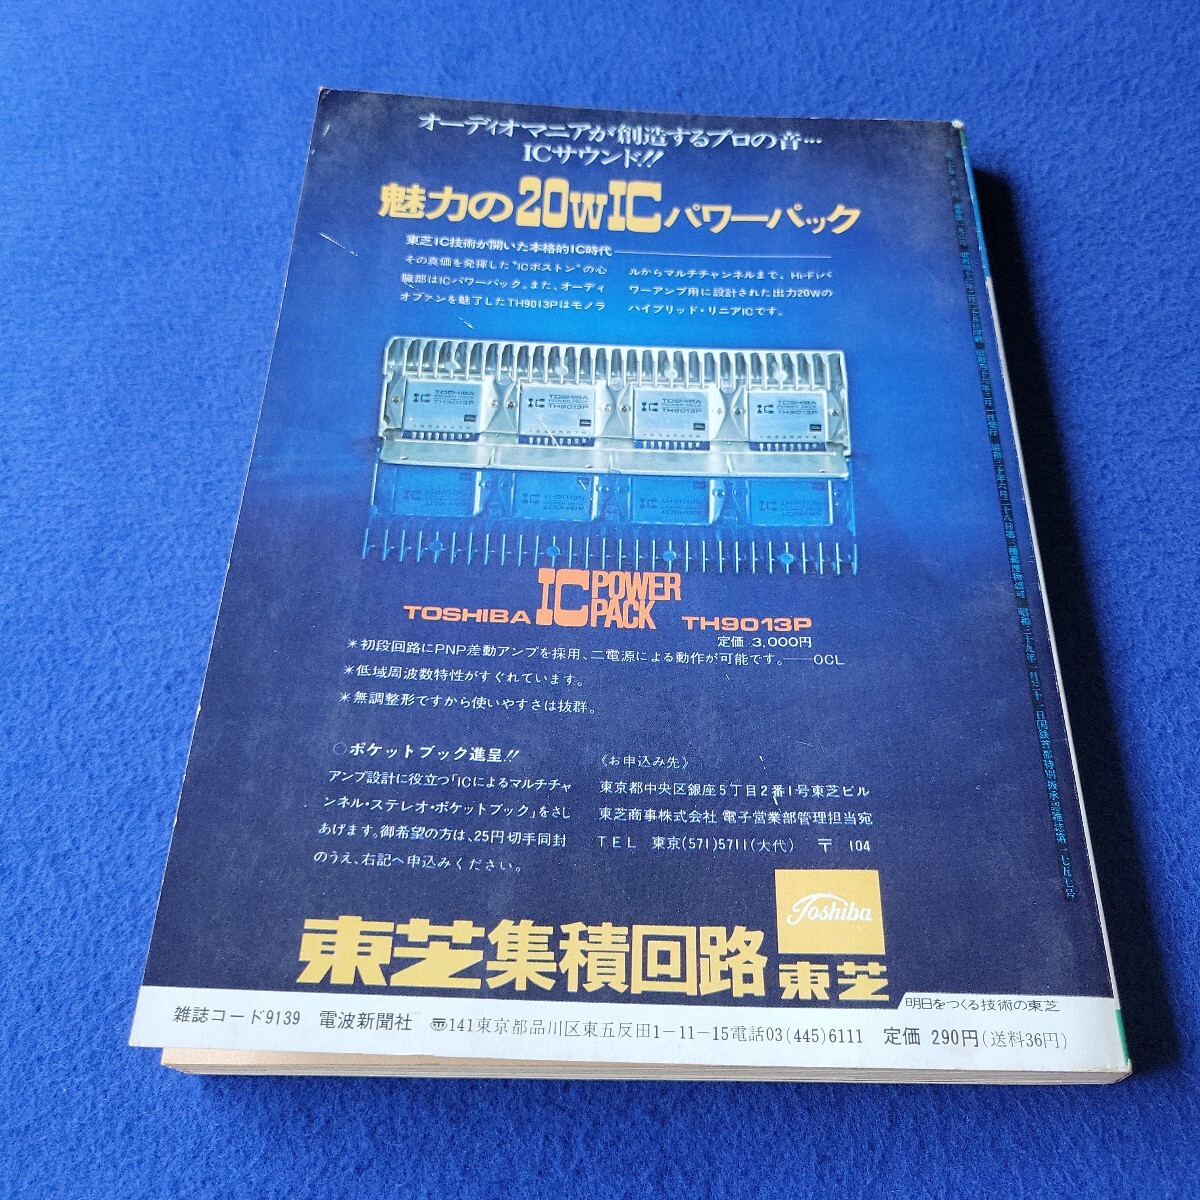 オーディオマニアが創造するプロの音…
ICサウンド!!
魅力の20WICパワーパック
東芝IC技術が開いた本格的IC時代
その真価を発揮した"ICボストン"の心
臓部はICパワーパック。また、オーディ
オファンを魅了したTH9013Pはモノラ
ルからマルチチャンネルまで、Hi-Fiパ
ワーアンプ用に設計された出力20Wの
ハイブリッド・リニアICです。
IC TOSHIBA POWER PACK TH9013P
IC TOSHIBA POWER PACK TH9013P
IC TOSHIBA POWER PACK TH9013P
IC TOSHIBA POWER PACK TH9013P
TOSHIBA IC POWER PACK TH9013P
定価 3,000円
*初段回路にPNP差動アンプを採用、二電源による動作が可能です。——OCL
*低域周波数特性がすぐれています。
*無調整形ですから使いやすさは抜群。
○ポケットブック進呈!!
アンプ設計に役立つ「ICによるマルチチャ
ンネル・ステレオ・ポケットブック」をさし
あげます。御希望の方は、25円切手同封
のうえ、右記へ申込みください。
《お申込み先》
東京都中央区銀座5丁目2番1号東芝ビル
東芝商事株式会社 電子営業部管理担当宛
TEL 東京(571)5711(大代) 〒 104
東芝集積回路
Toshiba
東芝
明日をつくる技術の東芝
雑誌コード9139 電波新聞社 〠141東京都品川区東五反田1-11-15電話03(445)6111 定価 290円(送料36円)